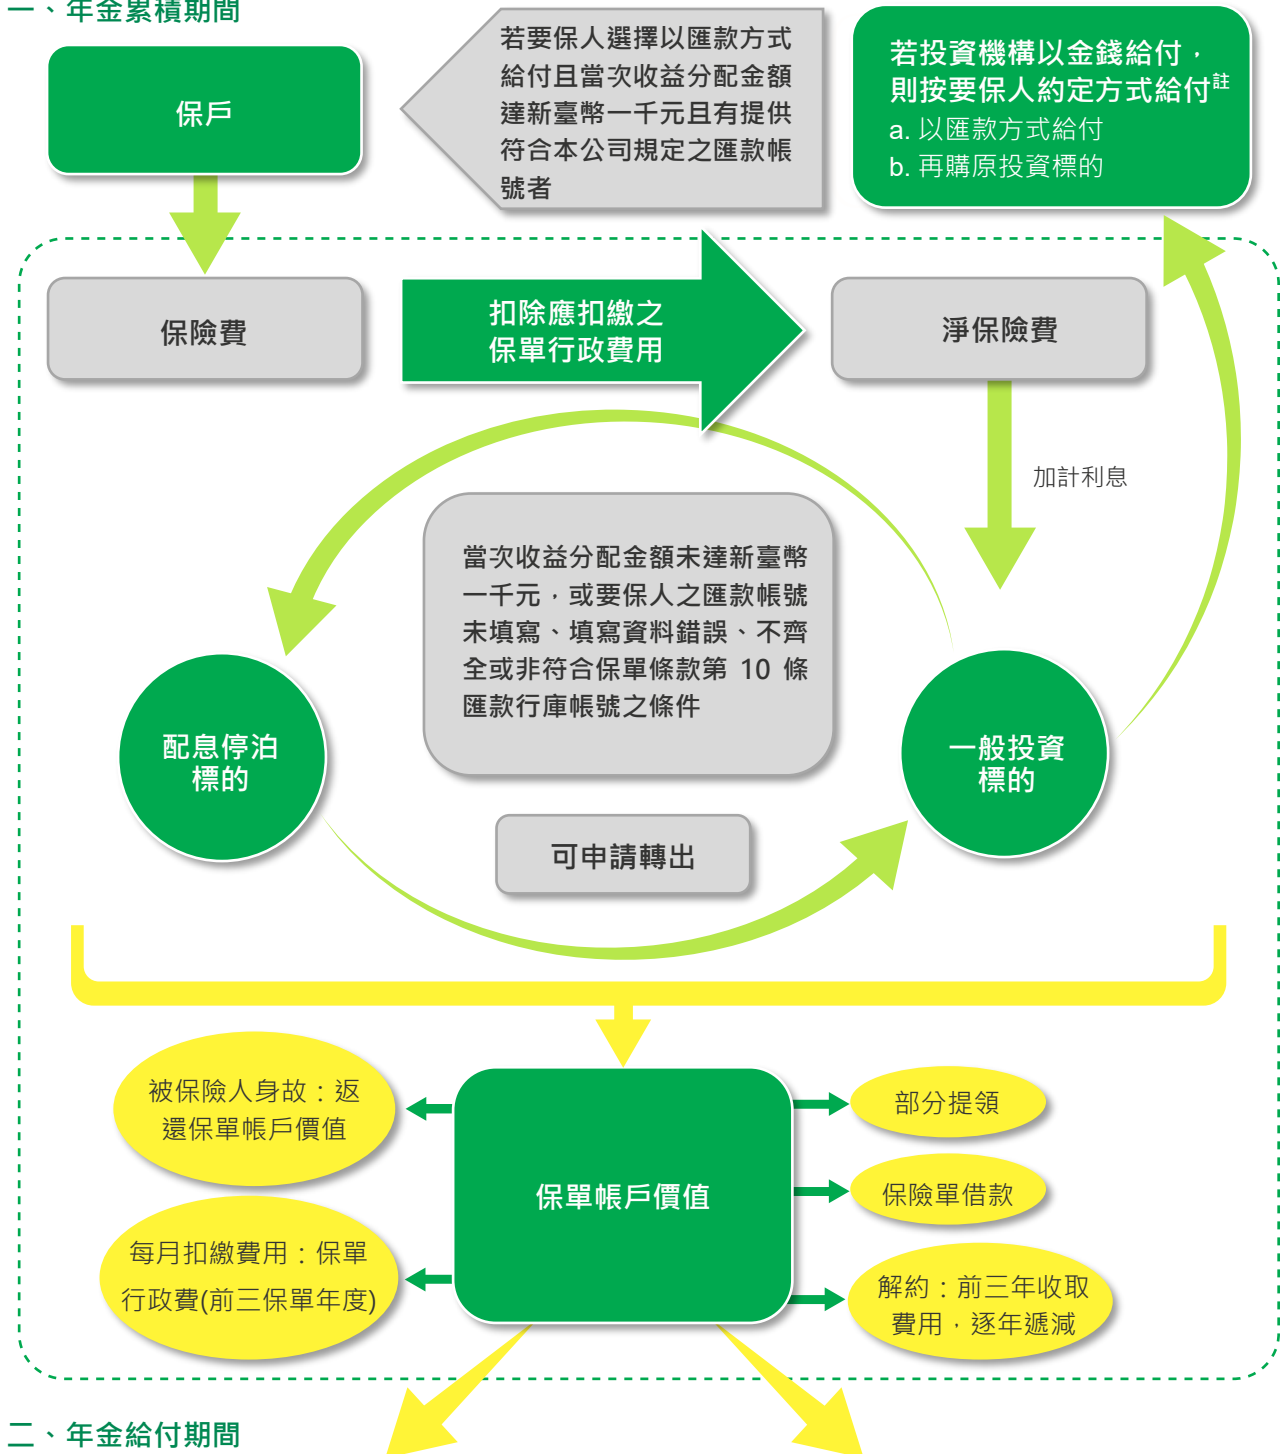 一、年金累積期間
保戶
若要保人選擇以匯款方式
給付且當次收益分配金額
達新臺幣一千元且有提供
符合本公司規定之匯款帳
號者
若投資機構以金錢給付，
則按要保人約定方式給付註
a. 以匯款方式給付
b. 再購原投資標的
保險費
扣除應扣繳之
保單行政費用
淨保險費
加計利息
當次收益分配金額未達新臺幣
一千元，或要保人之匯款帳號
未填寫、填寫資料錯誤、不齊
全或非符合保單條款第 10 條
匯款行庫帳號之條件
配息停泊
標的
一般投資
標的
可申請轉出
被保險人身故：返
還保單帳戶價值
每月扣繳費用：保單
行政費(前三保單年度)
保單帳戶價值
部分提領
保險單借款
解約：前三年收取
費用，逐年遞減
二、年金給付期間